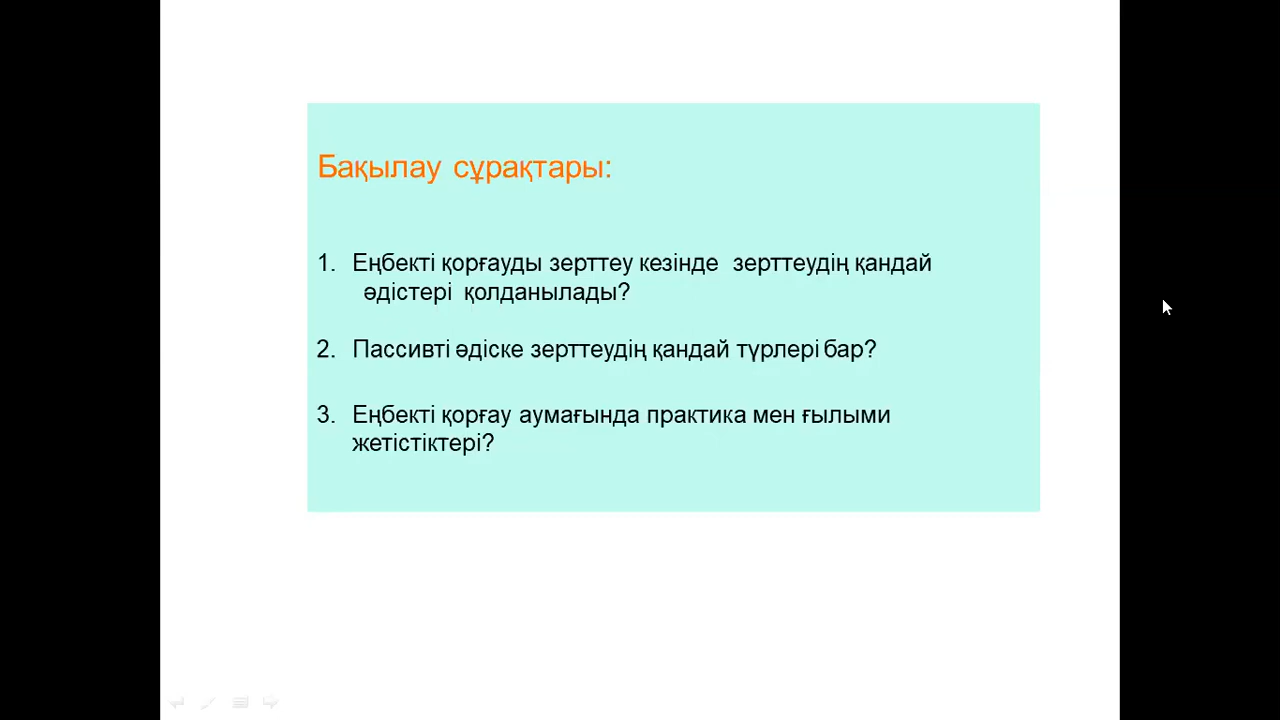 Бақылау сұрақтары:
1. Еңбекті қорғауды зерттеу кезінде зерттеудің қандай
әдістері қолданылады?
2. Пассивті әдіске зерттеудің қандай түрлері бар?
3. Еңбекті қорғау аумағында практика мен ғылыми
жетістіктері?